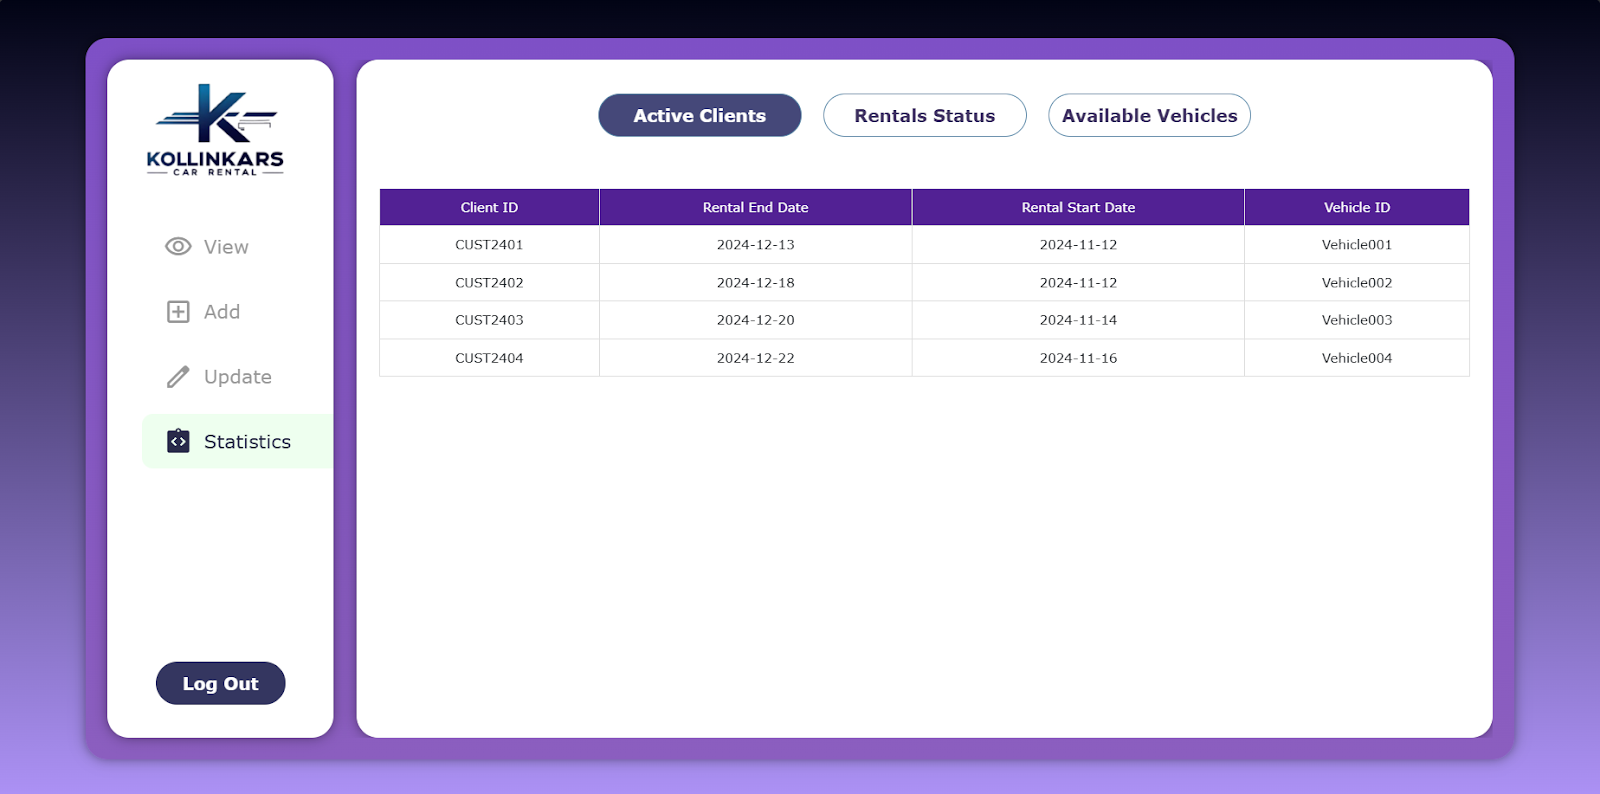 KOLLINKARS
CAR RENTAL
View
Add
Update
Statistics
Log Out
Active Clients Rentals Status Available Vehicles
Client ID Rental End Date Rental Start Date Vehicle ID
CUST2401 2024-12-13 2024-11-12 Vehicle001
CUST2402 2024-12-18 2024-11-12 Vehicle002
CUST2403 2024-12-20 2024-11-14 Vehicle003
CUST2404 2024-12-22 2024-11-16 Vehicle004